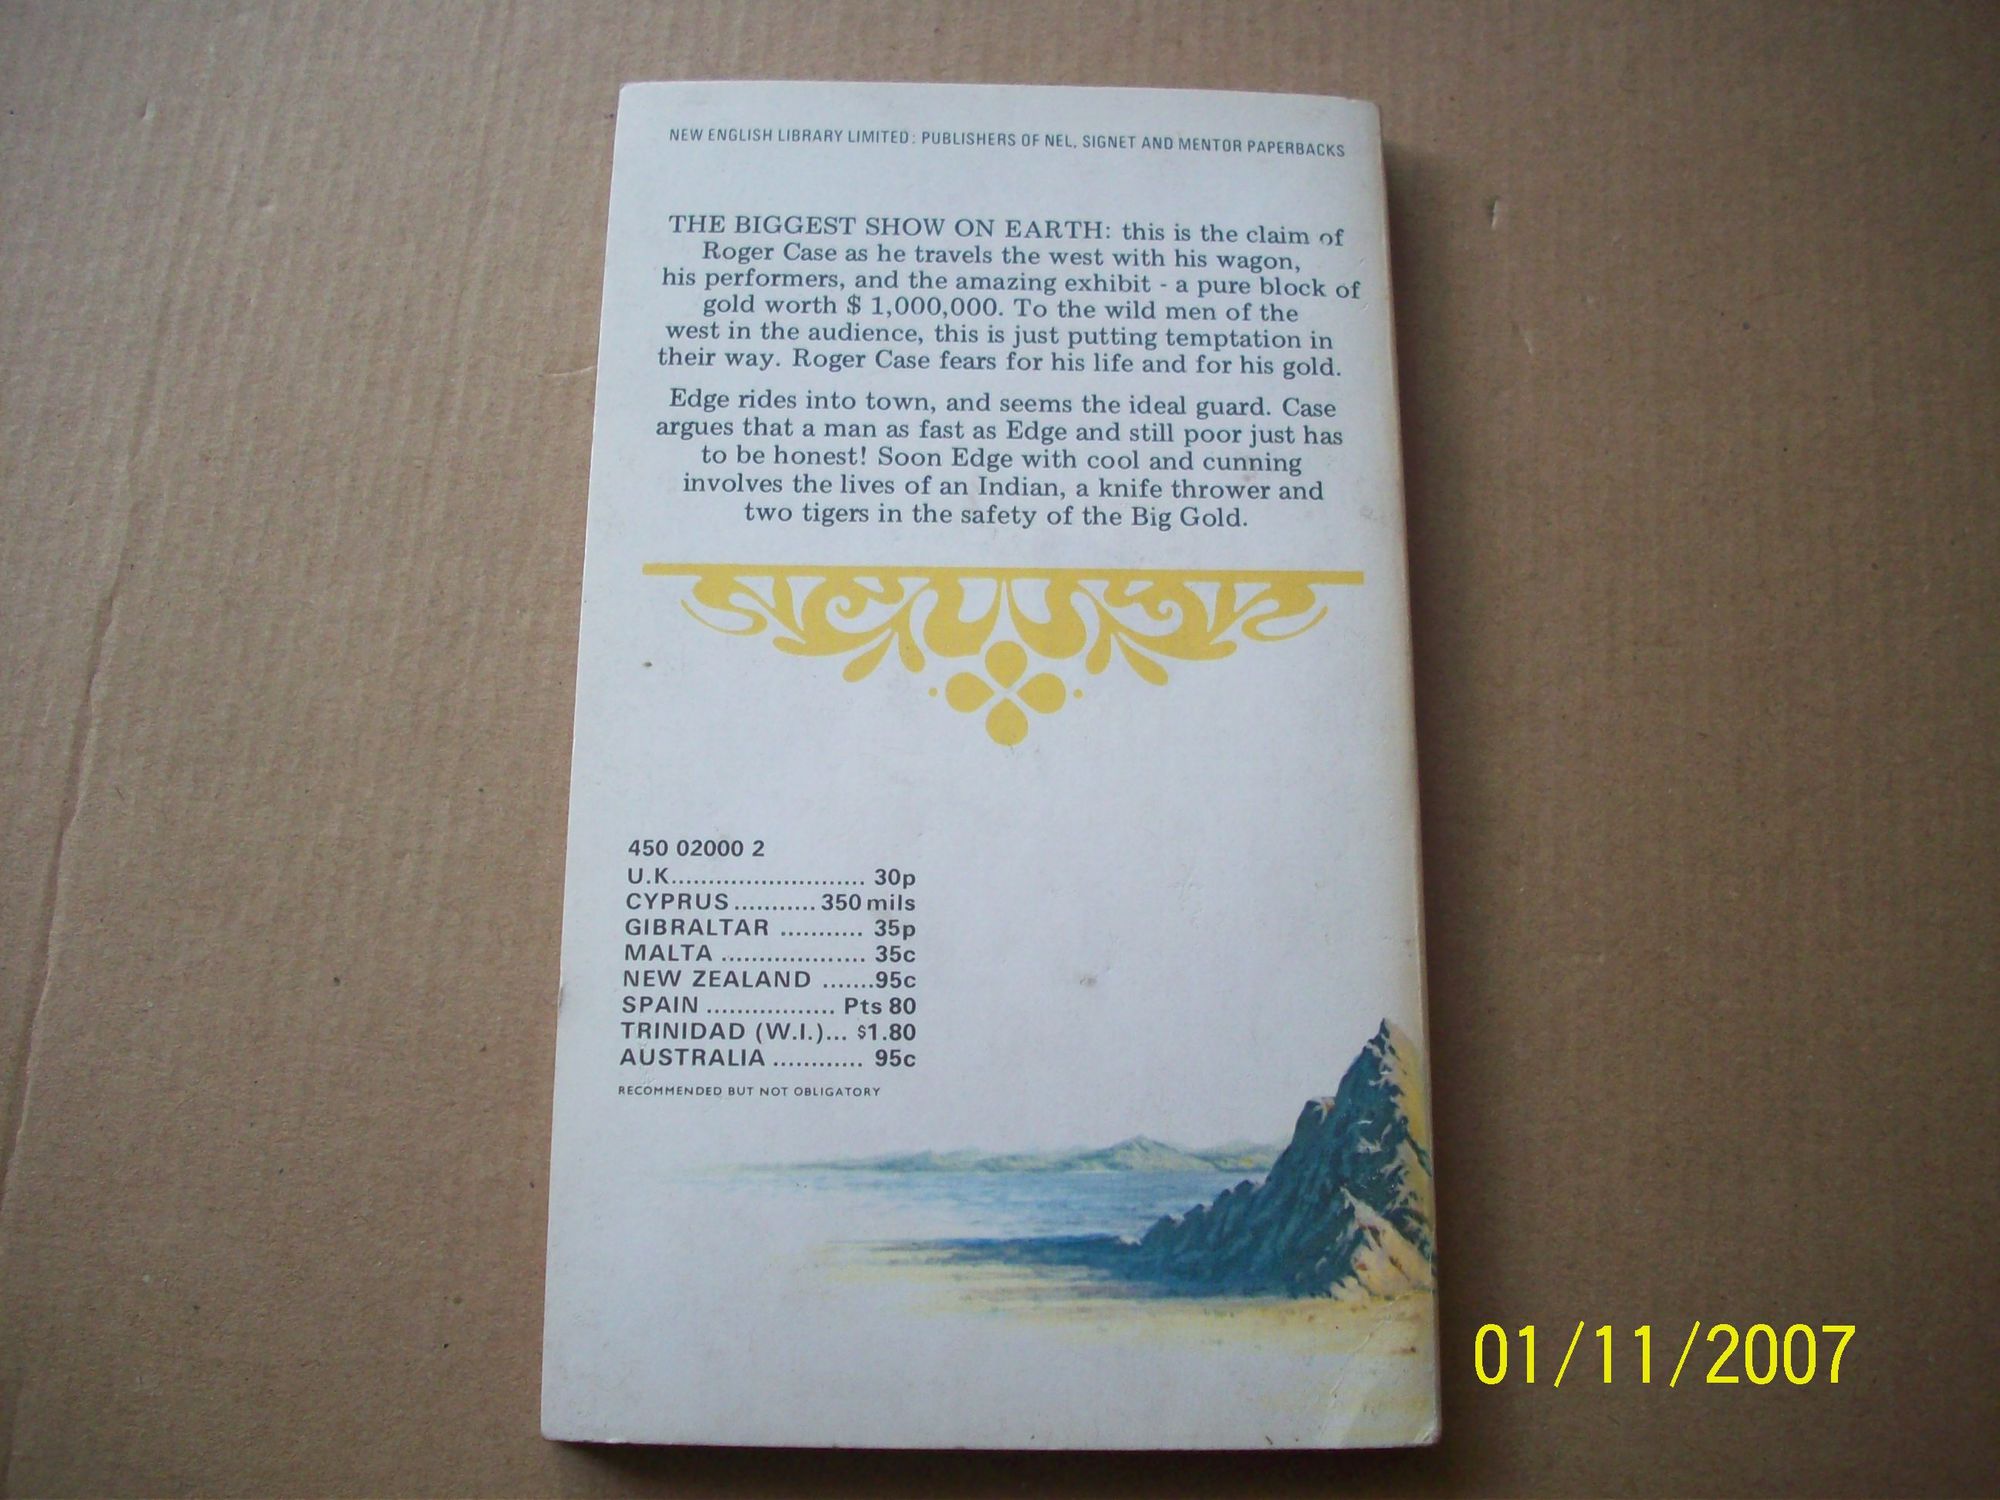 NEW ENGLISH LIBRARY LIMITED: PUBLISHERS OF NEL, SIGNET AND MENTOR PAPERBACKS
THE BIGGEST SHOW ON EARTH: this is the claim of
Roger Case as he travels the west with his wagon,
his performers, and the amazing exhibit - a pure block of
gold worth $ 1,000,000. To the wild men of the
west in the audience, this is just putting temptation in
their way. Roger Case fears for his life and for his gold.
Edge rides into town, and seems the ideal guard. Case
argues that a man as fast as Edge and still poor just has
to be honest! Soon Edge with cool and cunning
involves the lives of an Indian, a knife thrower and
two tigers in the safety of the Big Gold.
450 02000 2
U.K.......................... 30p
CYPRUS ........... 350 mils
GIBRALTAR ........... 35p
MALTA ................... 35c
NEW ZEALAND .......95c
SPAIN ................. Pts 80
TRINIDAD (W.I.)... $1.80
AUSTRALIA ............ 95c
RECOMMENDED BUT NOT OBLIGATORY
01/11/2007